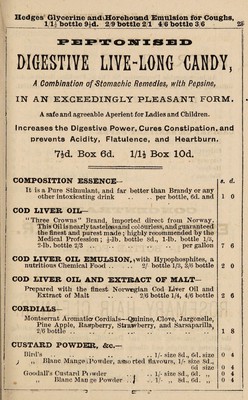 Hedges' Glycerine and Horehound Emulsion for Coughs,
1/1½ bottle 9½d. 2/9 bottle 2/1 4/6 bottle 3/6 25
PEPTONISED
DIGESTIVE LIVE-LONG CANDY,
A Combination of Stomachic Remedies, with Pepsine,
IN AN EXCEEDINGLY PLEASANT FORM.
A safe and agreeable Aperient for Ladies and Children.
Increases the Digestive Power, Cures Constipation, and
prevents Acidity, Flatulence, and Heartburn.
7½d. Box 6d. 1/1½ Box 10d.
COMPOSITION ESSENCE— s. d.
It is a Pure Stimulant, and far better than Brandy or any
other intoxicating drink .. .. per bottle, 6d. and 1 0
COD LIVER OIL—
"Three Crowns" Brand, imported direct from Norway.
This Oil is nearly tasteless and colourless, and guaranteed
the finest and purest made; highly recommended by the
Medical Profession; ½-lb. bottle 8d., 1-lb. bottle 1/3,
2-lb. bottle 2/3 .. .. .. .. per gallon 7 6
COD LIVER OIL EMULSION, with Hypophosphites, a
nutritious Chemical Food .. .. 2/ bottle 1/3, 3/6 bottle 2 0
COD LIVER OIL AND EXTRACT OF MALT—
Prepared with the finest Norwegian Cod Liver Oil and
Extract of Malt .. .. 2/6 bottle 1/4, 4/6 bottle 2 6
CORDIALS—
Montserrat Aromatic Cordials—Quinine, Clove, Jargonelle,
Pine Apple, Raspberry, Strawberry, and Sarsaparilla,
2/6 bottle .. .. .. .. .. .. 1 8
CUSTARD POWDER, &c.—
Bird's .. .. .. .. 1/- size 8d., 6d. size 0 4
" Blanc Mange Powder, assorted flavours, 1/- size 8d.,
6d size 0 4
Goodall's Custard Powder .. .. 1/- size 8d., 6d. .. 0 4
" Blanc Mange Powder .. .. 1/- size 8d., 6d. .. 0 4